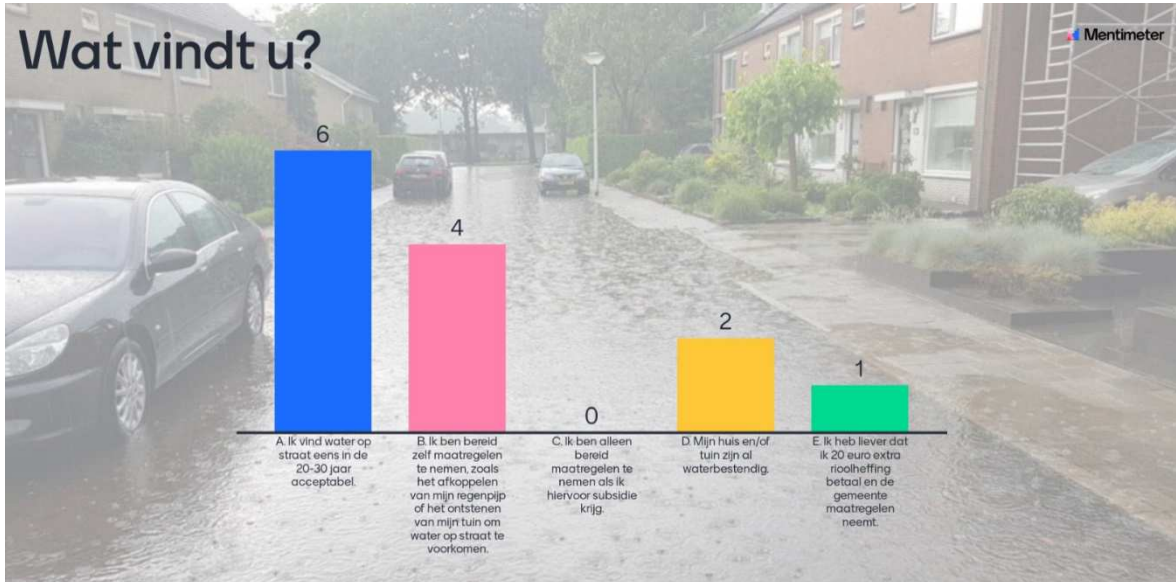 Wat vindt u?
Mentimeter
6
4
0
2
1
A. Ik vind water op
straat eens in de
20-30 jaar
acceptabel.
B. Ik ben bereid
zelf maatregelen
te nemen, zoals
het afkoppelen
van mijn regenpijp
of het ontstenen
van mijn tuin om
water op straat te
voorkomen.
C. Ik ben alleen
bereid
maatregelen te
nemen als ik
hiervoor subsidie
krijg.
D. Mijn huis en/of
tuin zijn al
waterbestendig.
E. Ik heb liever dat
ik 20 euro extra
rioolheffing
betaal en de
gemeente
maatregelen
neemt.